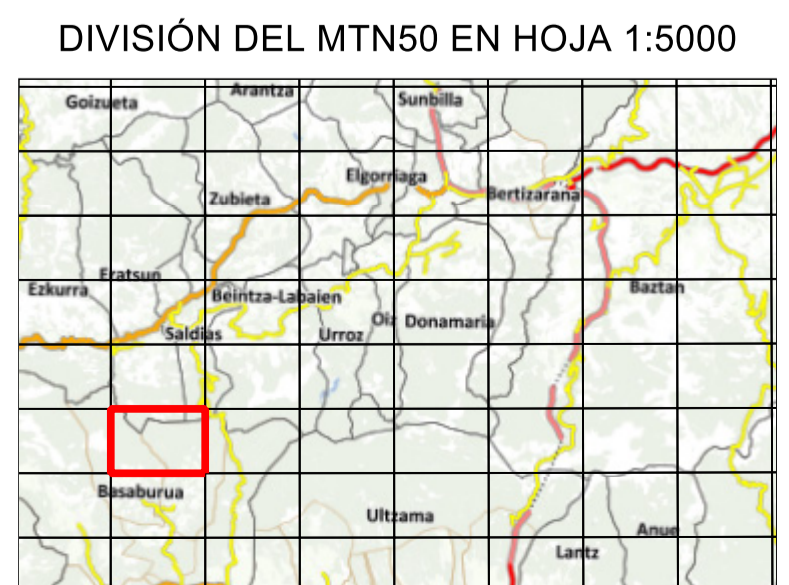 DIVISIÓN DEL MTN50 EN HOJA 1:5000
Arantza
Goizueta
Sunbilla
Elgorriaga
Zubieta
Bertizarana
Eratsun
Ezkurra
Beintza-Labaien
Baztan
Oiz
Donamaria
Saldias
Urroz
Basaburua
Ultzama
Anue
Lantz